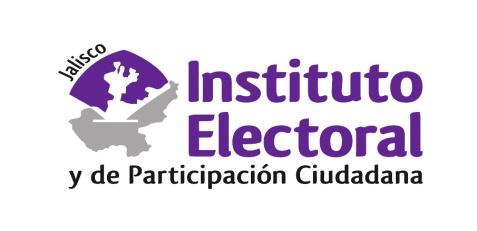 Jalisco
Instituto
Electoral
y de Participación Ciudadana